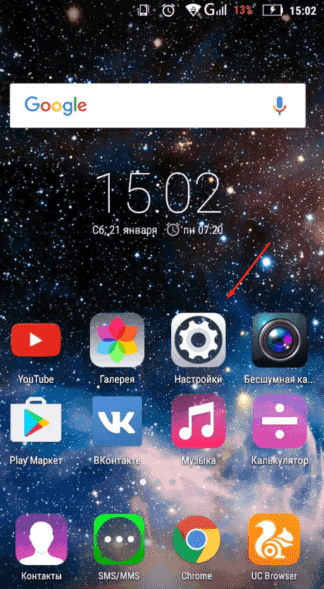 G 13% 15:02
Google
15:02
Сб, 21 января пн 07:20
YouTube Галерея Настройки Бесшумная ка...
Play Маркет ВКонтакте Музыка Калькулятор
Контакты SMS/MMS Chrome UC Browser